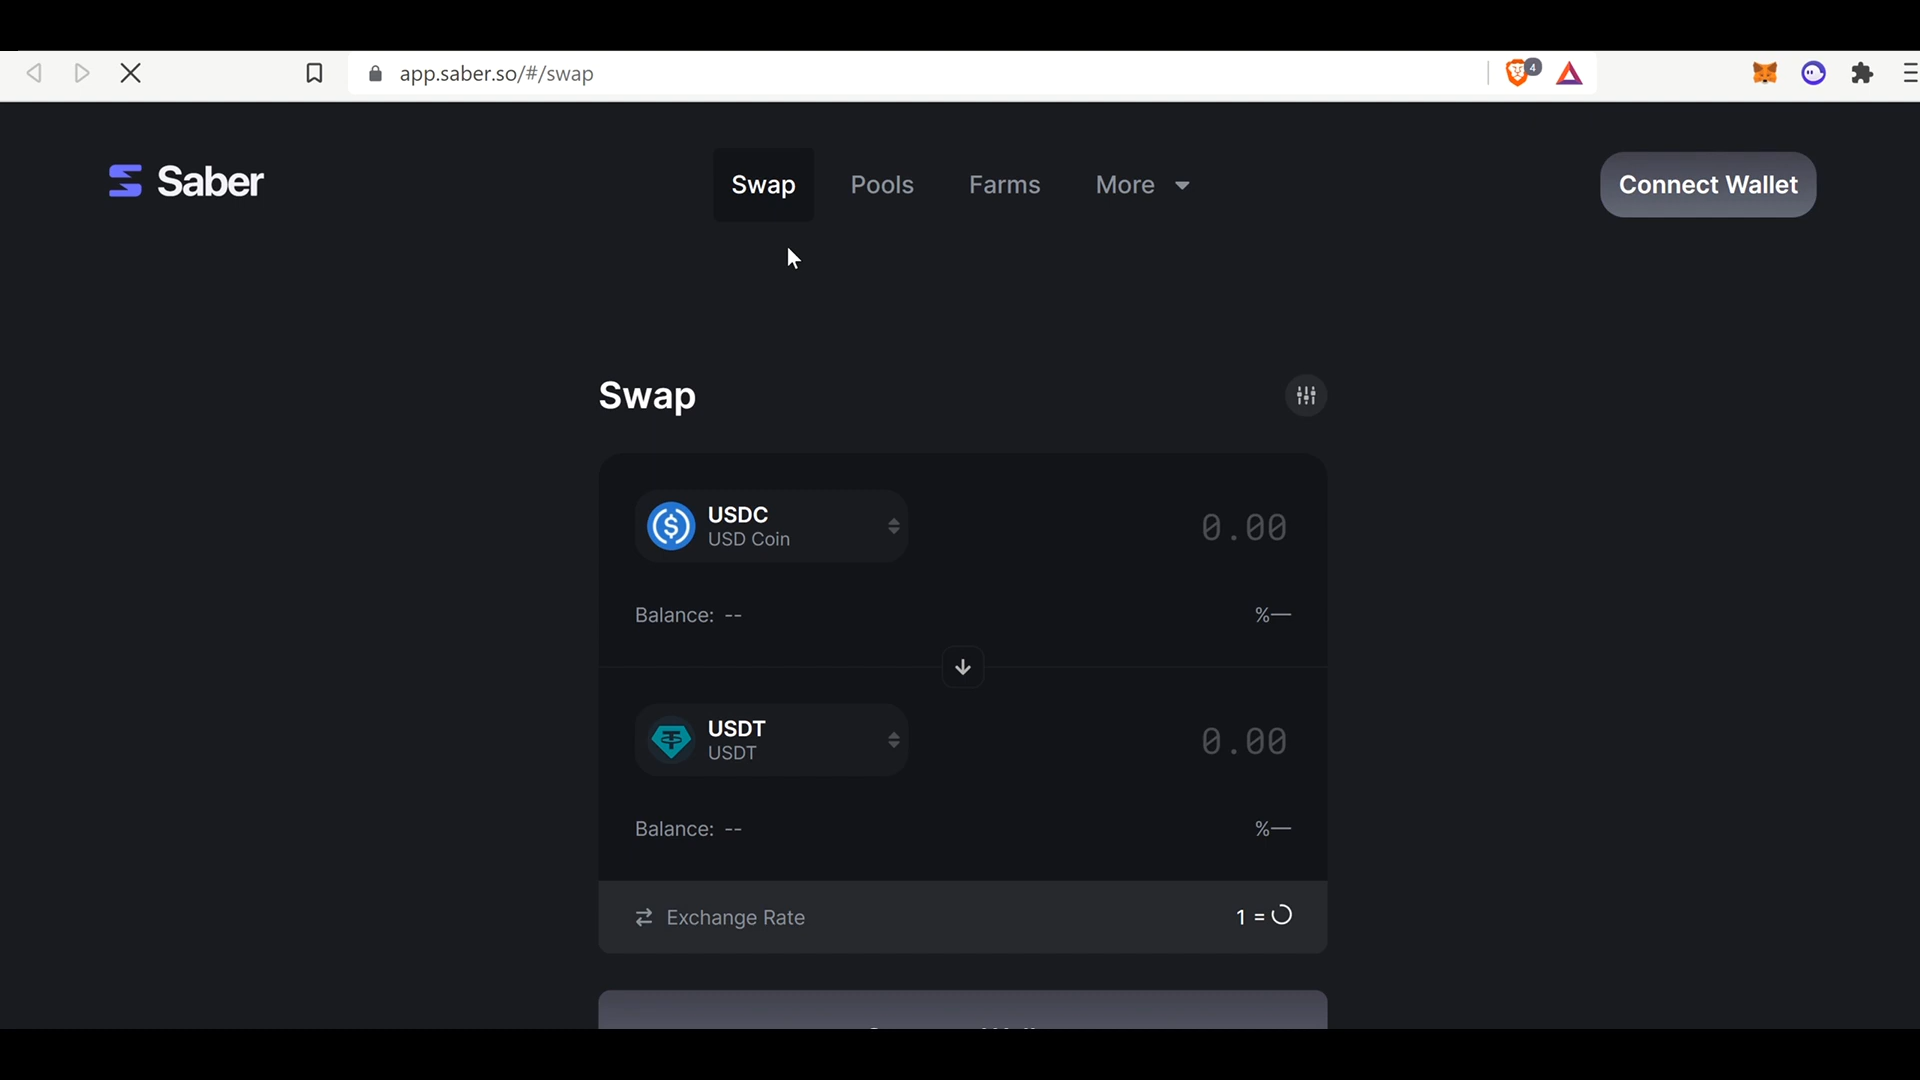 app.saber.so/#/swap
4
Saber
Swap
Pools
Farms
More
Connect Wallet
Swap
USDC
USD Coin
0.00
Balance: --
%—
USDT
USDT
0.00
Balance: --
%—
Exchange Rate
1 =